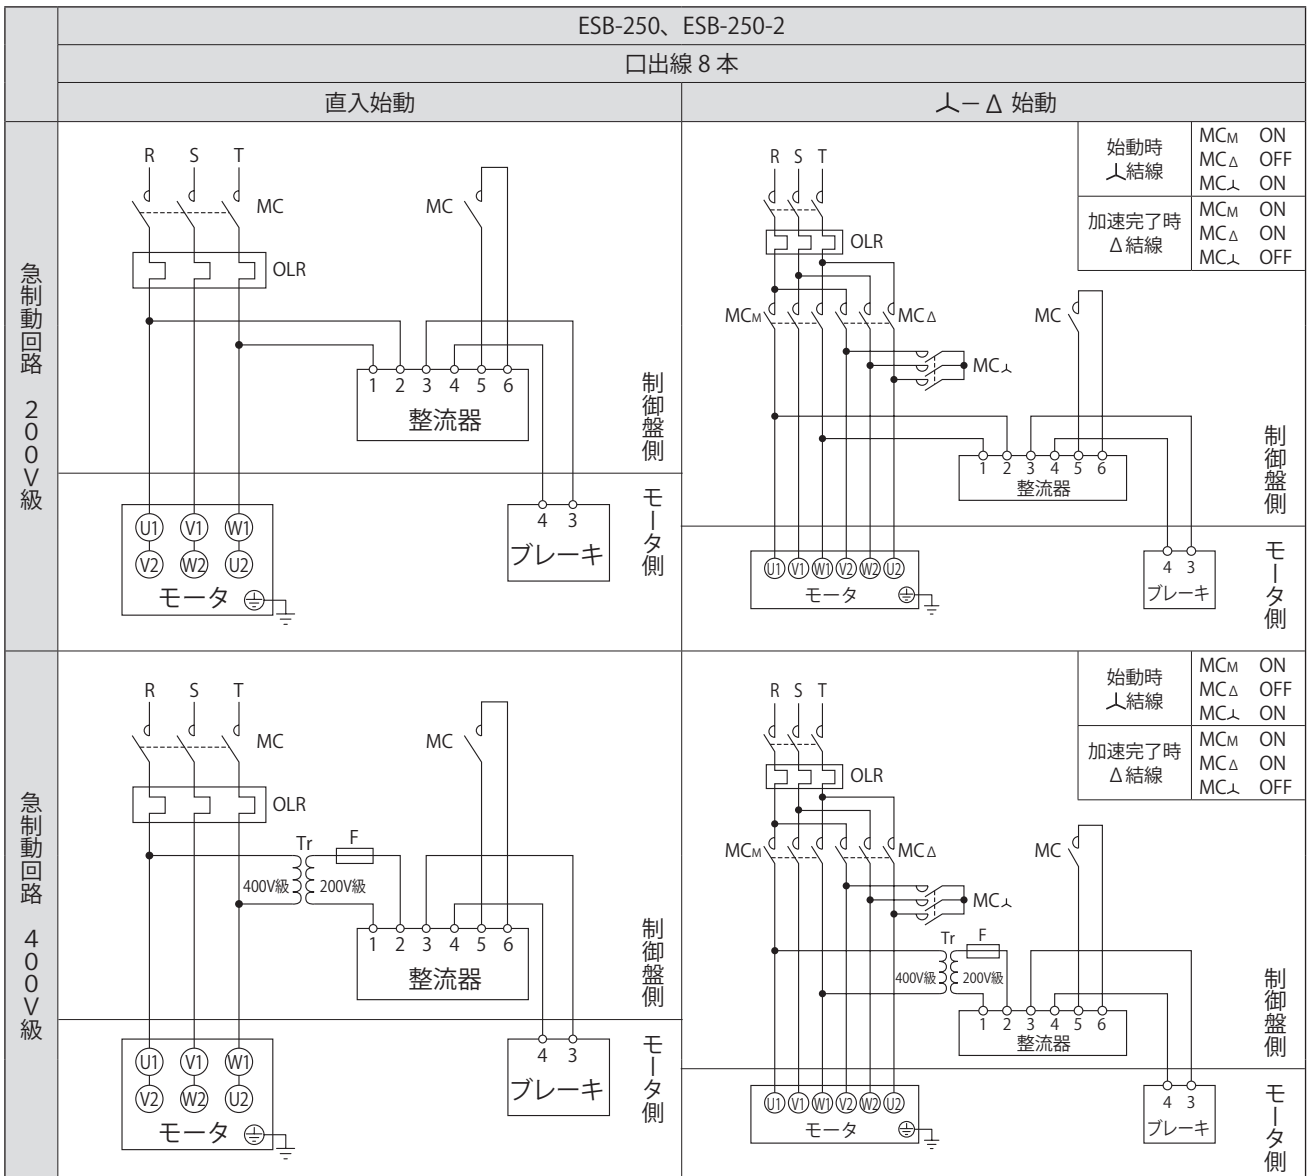 ESB-250、ESB-250-2
口出線 8 本
直入始動
人－Δ 始動
急制動回路 200V級
R S T
MC
MC
OLR
1 2 3 4 5 6
整流器
制御盤側
モータ側
U1 V1 W1
V2 W2 U2
モータ
4 3
ブレーキ
始動時
人結線
MCM ON
MCΔ OFF
MC人 ON
加速完了時
Δ結線
MCM ON
MCΔ ON
MC人 OFF
R S T
OLR
MCM
MCΔ
MC
MC人
1 2 3 4 5 6
整流器
制御盤側
モータ側
U1 V1 W1 V2 W2 U2
モータ
4 3
ブレーキ
急制動回路 400V級
R S T
MC
MC
OLR
Tr F
400V級 200V級
1 2 3 4 5 6
整流器
制御盤側
モータ側
U1 V1 W1
V2 W2 U2
モータ
4 3
ブレーキ
始動時
人結線
MCM ON
MCΔ OFF
MC人 ON
加速完了時
Δ結線
MCM ON
MCΔ ON
MC人 OFF
R S T
OLR
MCM
MCΔ
MC
MC人
Tr F
400V級 200V級
1 2 3 4 5 6
整流器
制御盤側
モータ側
U1 V1 W1 V2 W2 U2
モータ
4 3
ブレーキ